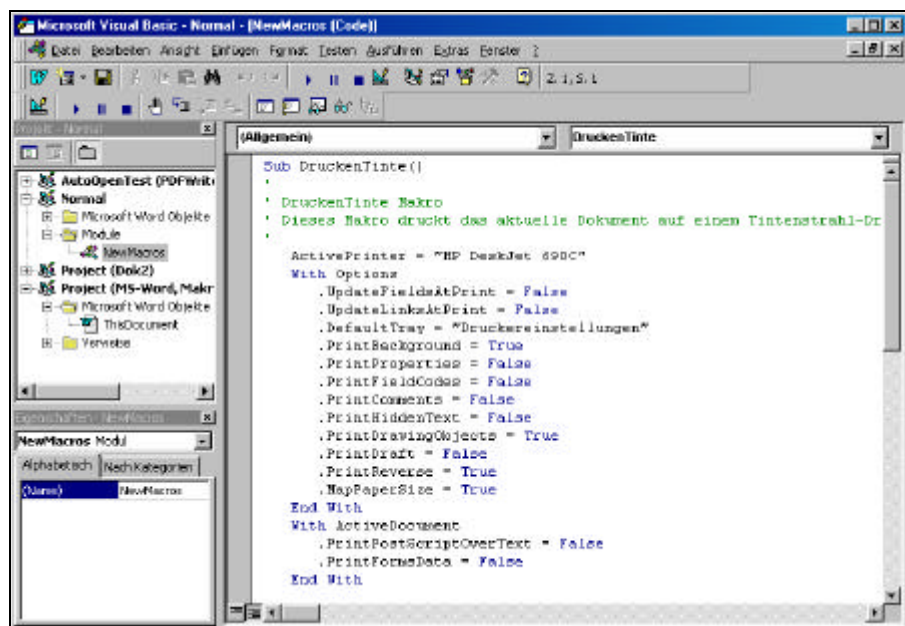 Microsoft Visual Basic - Normal - [NewMacros (Code)]
Datei Bearbeiten Ansicht Einfügen Format Testen Ausführen Extras Fenster ?
Z 1, S 1
Projekt - Normal
AutoOpenTest (PDFWrite
Normal
Microsoft Word Objekte
Module
NewMacros
Project (Dok2)
Project (MS-Word, Makr
Microsoft Word Objekte
ThisDocument
Verweise
Eigenschaften - NewMacros
NewMacros Modul
Alphabetisch Nach Kategorien
(Name) NewMacros
(Allgemein) DruckenTinte
Sub DruckenTinte()
'
' DruckenTinte Makro
' Dieses Makro druckt das aktuelle Dokument auf einem Tintenstrahl-Dr
'
ActivePrinter = "HP DeskJet 690C"
With Options
.UpdateFieldsAtPrint = False
.UpdateLinksAtPrint = False
.DefaultTray = "Druckereinstellungen"
.PrintBackground = True
.PrintProperties = False
.PrintFieldCodes = False
.PrintComments = False
.PrintHiddenText = False
.PrintDrawingObjects = True
.PrintDraft = False
.PrintReverse = True
.MapPaperSize = True
End With
With ActiveDocument
.PrintPostScriptOverText = False
.PrintFormsData = False
End With